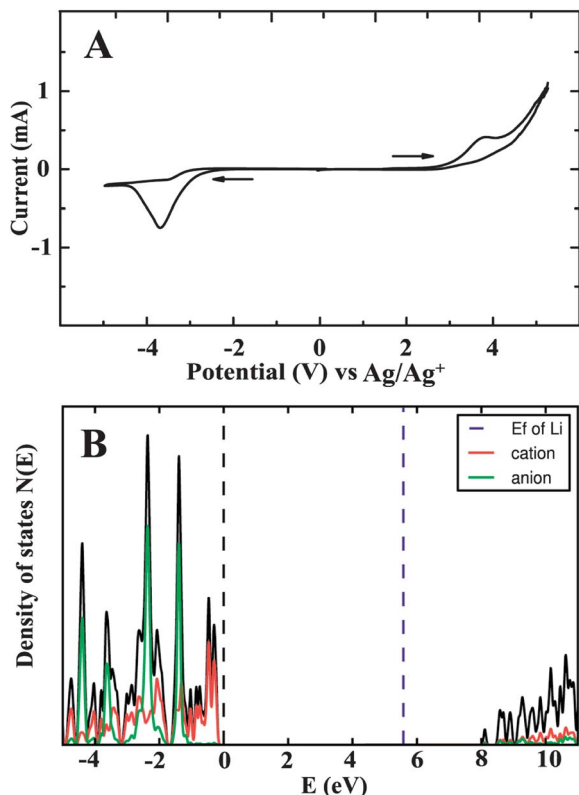 A
Current (mA)
1
0
-1
-4
-2
0
2
4
Potential (V) vs Ag/Ag⁺
B
Ef of Li
cation
anion
Density of states N(E)
-4
-2
0
2
4
6
8
10
E (eV)